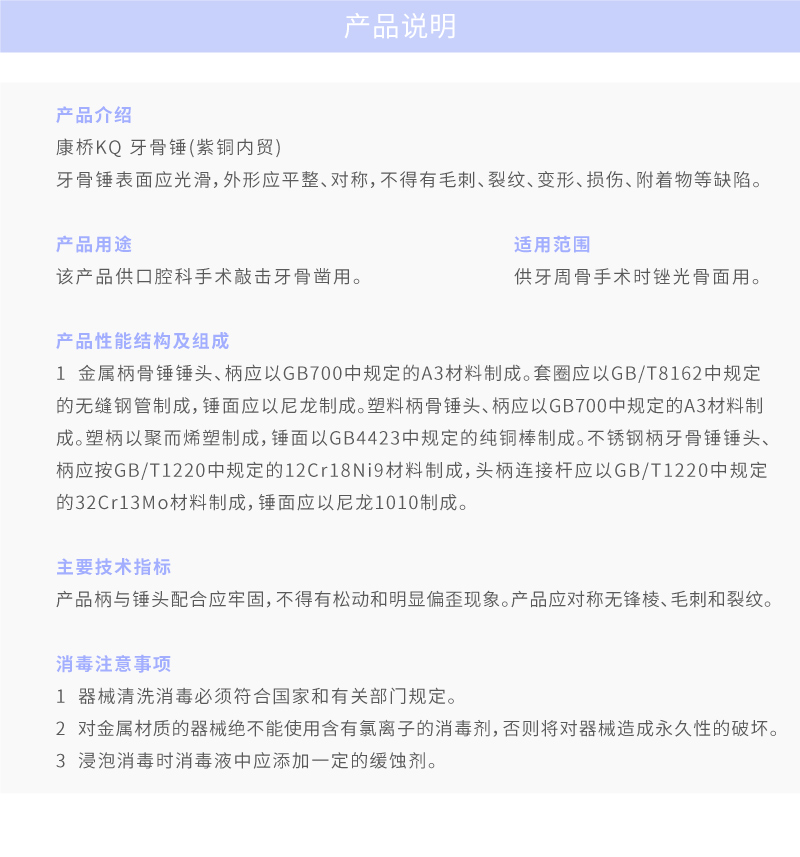 产品说明
产品介绍
康桥KQ 牙骨锤(紫铜内贸)
牙骨锤表面应光滑,外形应平整、对称,不得有毛刺、裂纹、变形、损伤、附着物等缺陷。
产品用途
该产品供口腔科手术敲击牙骨凿用。
适用范围
供牙周骨手术时锉光骨面用。
产品性能结构及组成
1 金属柄骨锤锤头、柄应以GB700中规定的A3材料制成。套圈应以GB/T8162中规定
的无缝钢管制成,锤面应以尼龙制成。塑料柄骨锤头、柄应以GB700中规定的A3材料制
成。塑柄以聚而烯塑制成,锤面以GB4423中规定的纯铜棒制成。不锈钢柄牙骨锤锤头、
柄应按GB/T1220中规定的12Cr18Ni9材料制成,头柄连接杆应以GB/T1220中规定
的32Cr13Mo材料制成,锤面应以尼龙1010制成。
主要技术指标
产品柄与锤头配合应牢固,不得有松动和明显偏歪现象。产品应对称无锋棱、毛刺和裂纹。
消毒注意事项
1 器械清洗消毒必须符合国家和有关部门规定。
2 对金属材质的器械绝不能使用含有氯离子的消毒剂,否则将对器械造成永久性的破坏。
3 浸泡消毒时消毒液中应添加一定的缓蚀剂。